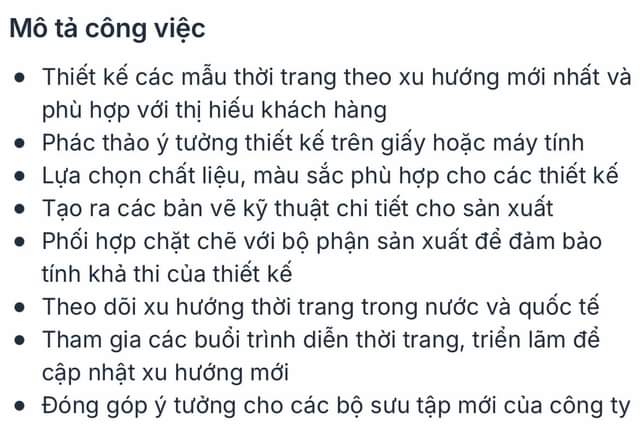 Mô tả công việc
• Thiết kế các mẫu thời trang theo xu hướng mới nhất và
phù hợp với thị hiếu khách hàng
• Phác thảo ý tưởng thiết kế trên giấy hoặc máy tính
• Lựa chọn chất liệu, màu sắc phù hợp cho các thiết kế
• Tạo ra các bản vẽ kỹ thuật chi tiết cho sản xuất
• Phối hợp chặt chẽ với bộ phận sản xuất để đảm bảo
tính khả thi của thiết kế
• Theo dõi xu hướng thời trang trong nước và quốc tế
• Tham gia các buổi trình diễn thời trang, triển lãm để
cập nhật xu hướng mới
• Đóng góp ý tưởng cho các bộ sưu tập mới của công ty